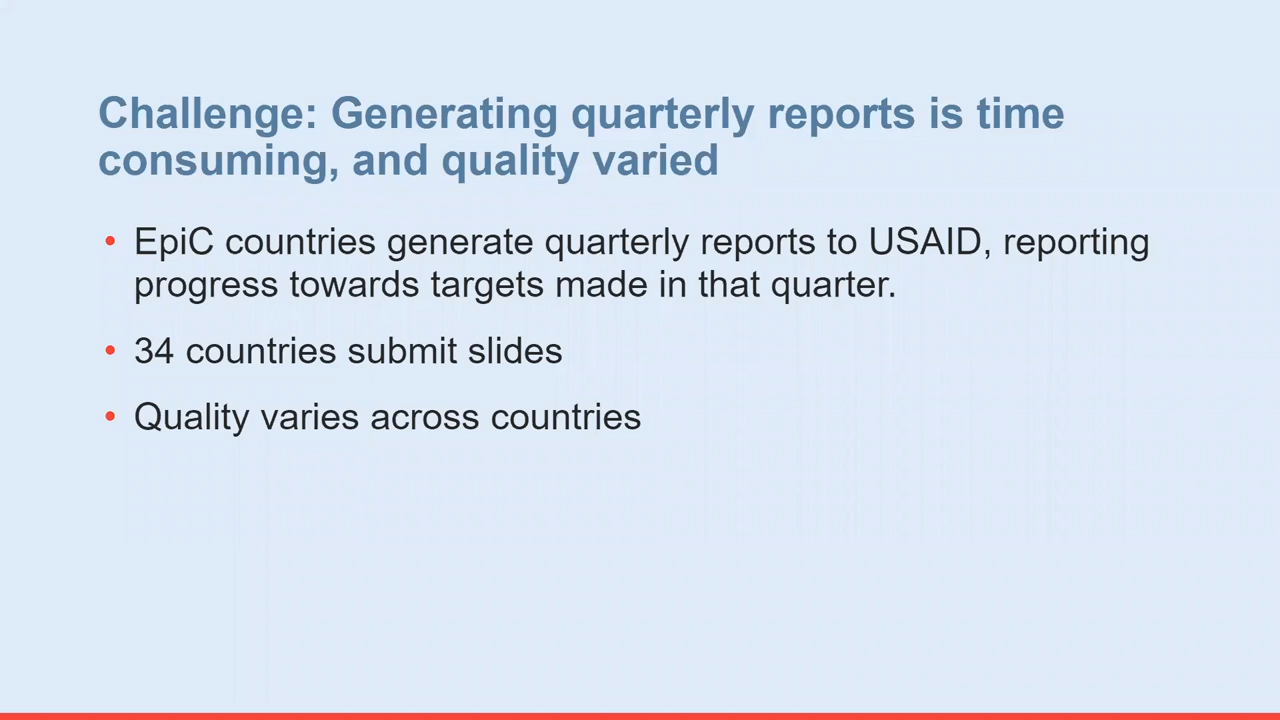 Challenge: Generating quarterly reports is time
consuming, and quality varied
• EpiC countries generate quarterly reports to USAID, reporting
progress towards targets made in that quarter.
• 34 countries submit slides
• Quality varies across countries